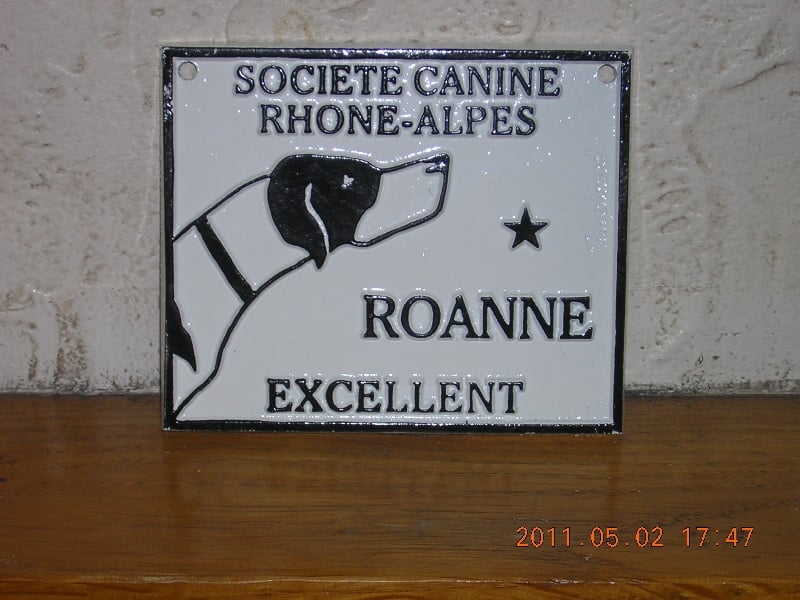 SOCIETE CANINE
RHONE-ALPES
ROANNE
EXCELLENT
2011.05.02 17:47